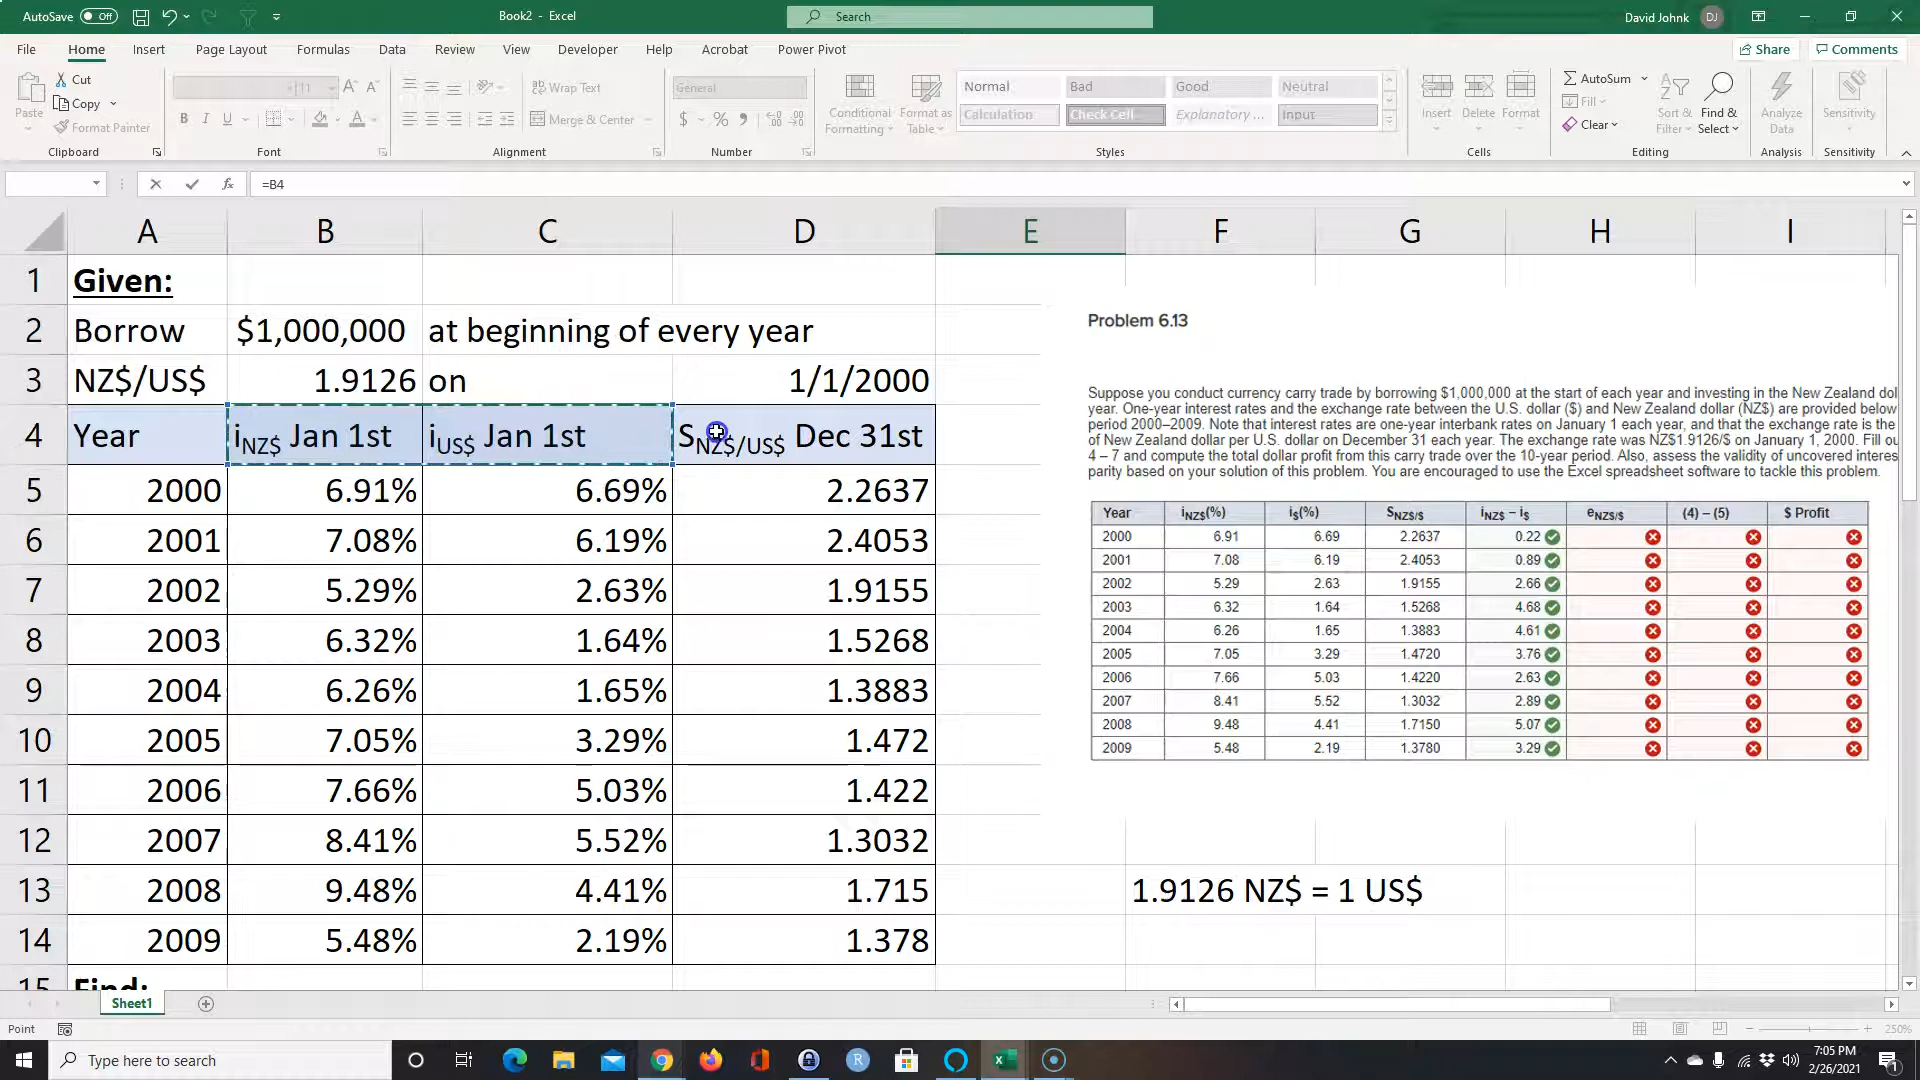 AutoSave Off
Book2 - Excel
Search
David Johnk DJ
File Home Insert Page Layout Formulas Data Review View Developer Help Acrobat Power Pivot
Share Comments
Paste Cut Copy Format Painter
11
Wrap Text
Merge & Center
General
Conditional Formatting
Format as Table
Normal Bad Good Neutral
Calculation Check Cell Explanatory ... Input
Insert Delete Format
AutoSum
Fill
Clear
Sort & Filter
Find & Select
Analyze Data
Sensitivity
Clipboard Font Alignment Number Styles Cells Editing Analysis Sensitivity
=B4
A B C D E F G H I
1 Given:
2 Borrow $1,000,000 at beginning of every year
3 NZ$/US$ 1.9126 on 1/1/2000
4 Year iNZ$ Jan 1st iUS$ Jan 1st SNZ$/US$ Dec 31st
5 2000 6.91% 6.69% 2.2637
6 2001 7.08% 6.19% 2.4053
7 2002 5.29% 2.63% 1.9155
8 2003 6.32% 1.64% 1.5268
9 2004 6.26% 1.65% 1.3883
10 2005 7.05% 3.29% 1.472
11 2006 7.66% 5.03% 1.422
12 2007 8.41% 5.52% 1.3032
13 2008 9.48% 4.41% 1.715
14 2009 5.48% 2.19% 1.378
15 Find:
Problem 6.13
Suppose you conduct currency carry trade by borrowing $1,000,000 at the start of each year and investing in the New Zealand dol
year. One-year interest rates and the exchange rate between the U.S. dollar ($) and New Zealand dollar (NZ$) are provided below
period 2000–2009. Note that interest rates are one-year interbank rates on January 1 each year, and that the exchange rate is the
of New Zealand dollar per U.S. dollar on December 31 each year. The exchange rate was NZ$1.9126/$ on January 1, 2000. Fill ou
4 – 7 and compute the total dollar profit from this carry trade over the 10-year period. Also, assess the validity of uncovered interes
parity based on your solution of this problem. You are encouraged to use the Excel spreadsheet software to tackle this problem.
Year iNZ$(%) i$(%) SNZ$/$ iNZ$ – i$ eNZ$/$ (4) – (5) $ Profit
2000 6.91 6.69 2.2637 0.22
2001 7.08 6.19 2.4053 0.89
2002 5.29 2.63 1.9155 2.66
2003 6.32 1.64 1.5268 4.68
2004 6.26 1.65 1.3883 4.61
2005 7.05 3.29 1.4720 3.76
2006 7.66 5.03 1.4220 2.63
2007 8.41 5.52 1.3032 2.89
2008 9.48 4.41 1.7150 5.07
2009 5.48 2.19 1.3780 3.29
1.9126 NZ$ = 1 US$
Sheet1
Point
250%
Type here to search
7:05 PM
2/26/2021